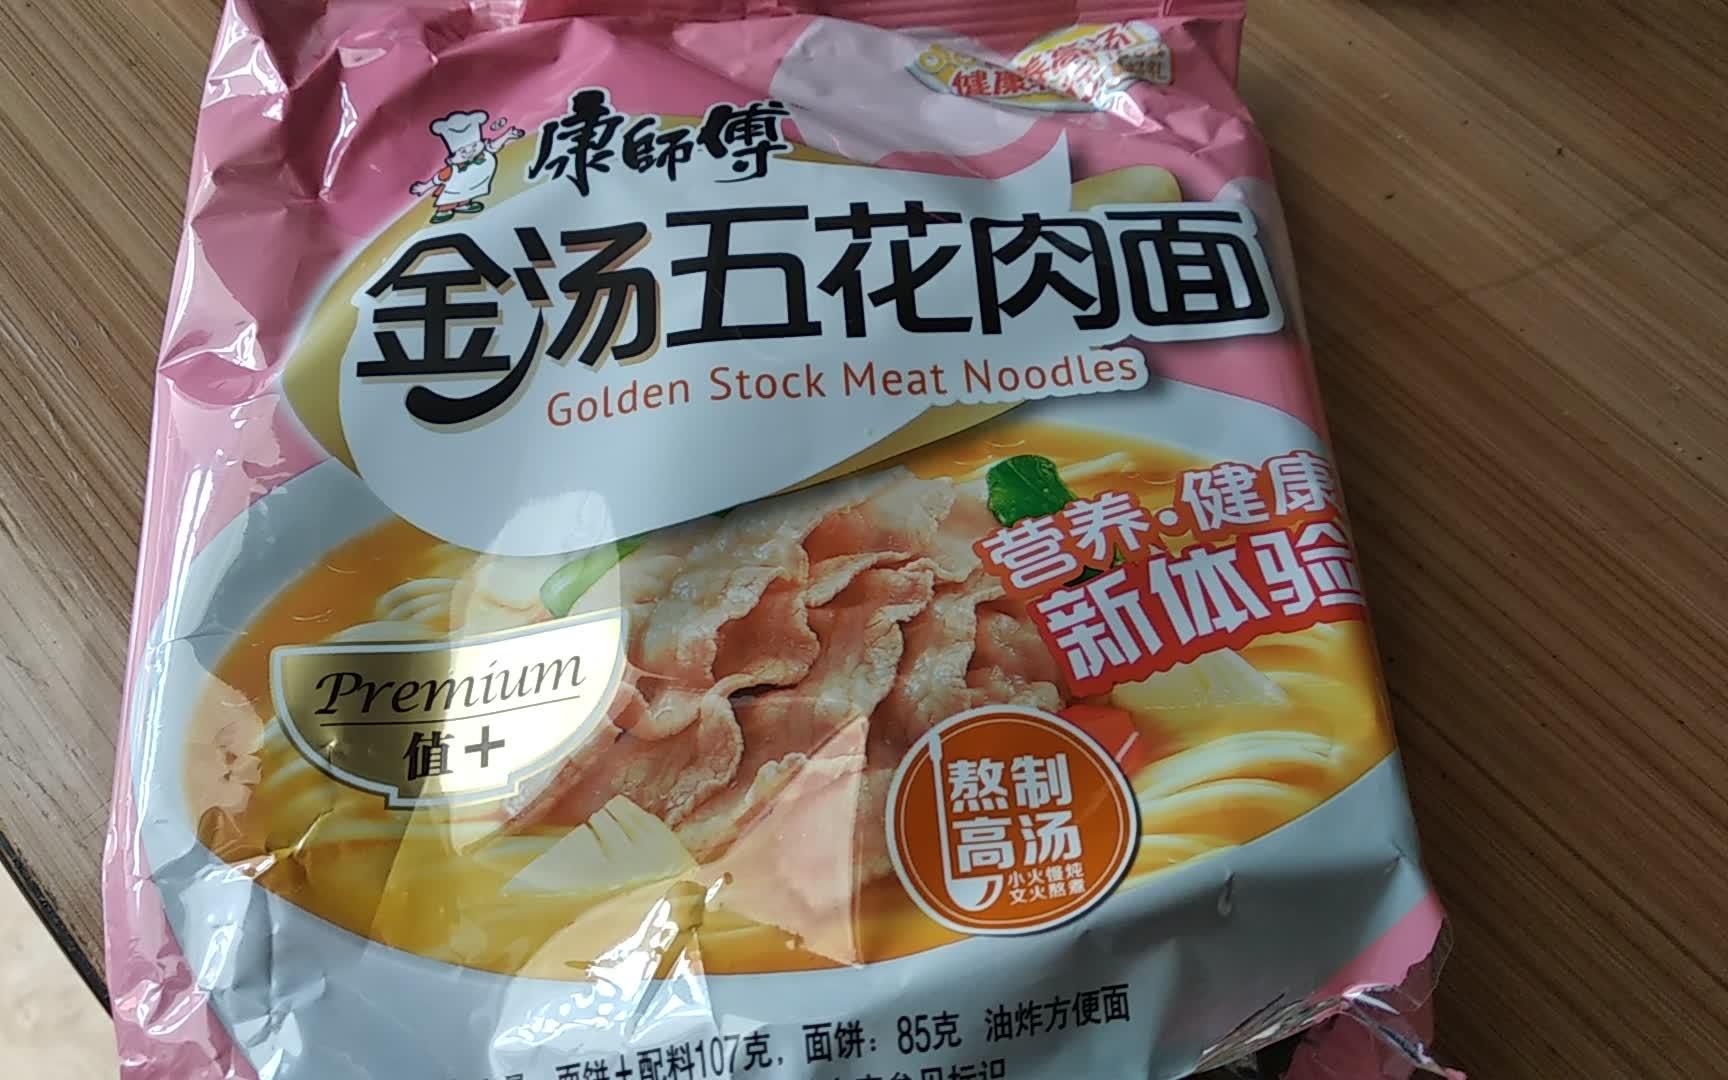 康師傅
金汤五花肉面
Golden Stock Meat Noodles
营养·健康
新体验
Premium
值+
熬制
高汤
小火慢炖
文火熬煮
面饼+配料107克，面饼：85克 油炸方便面